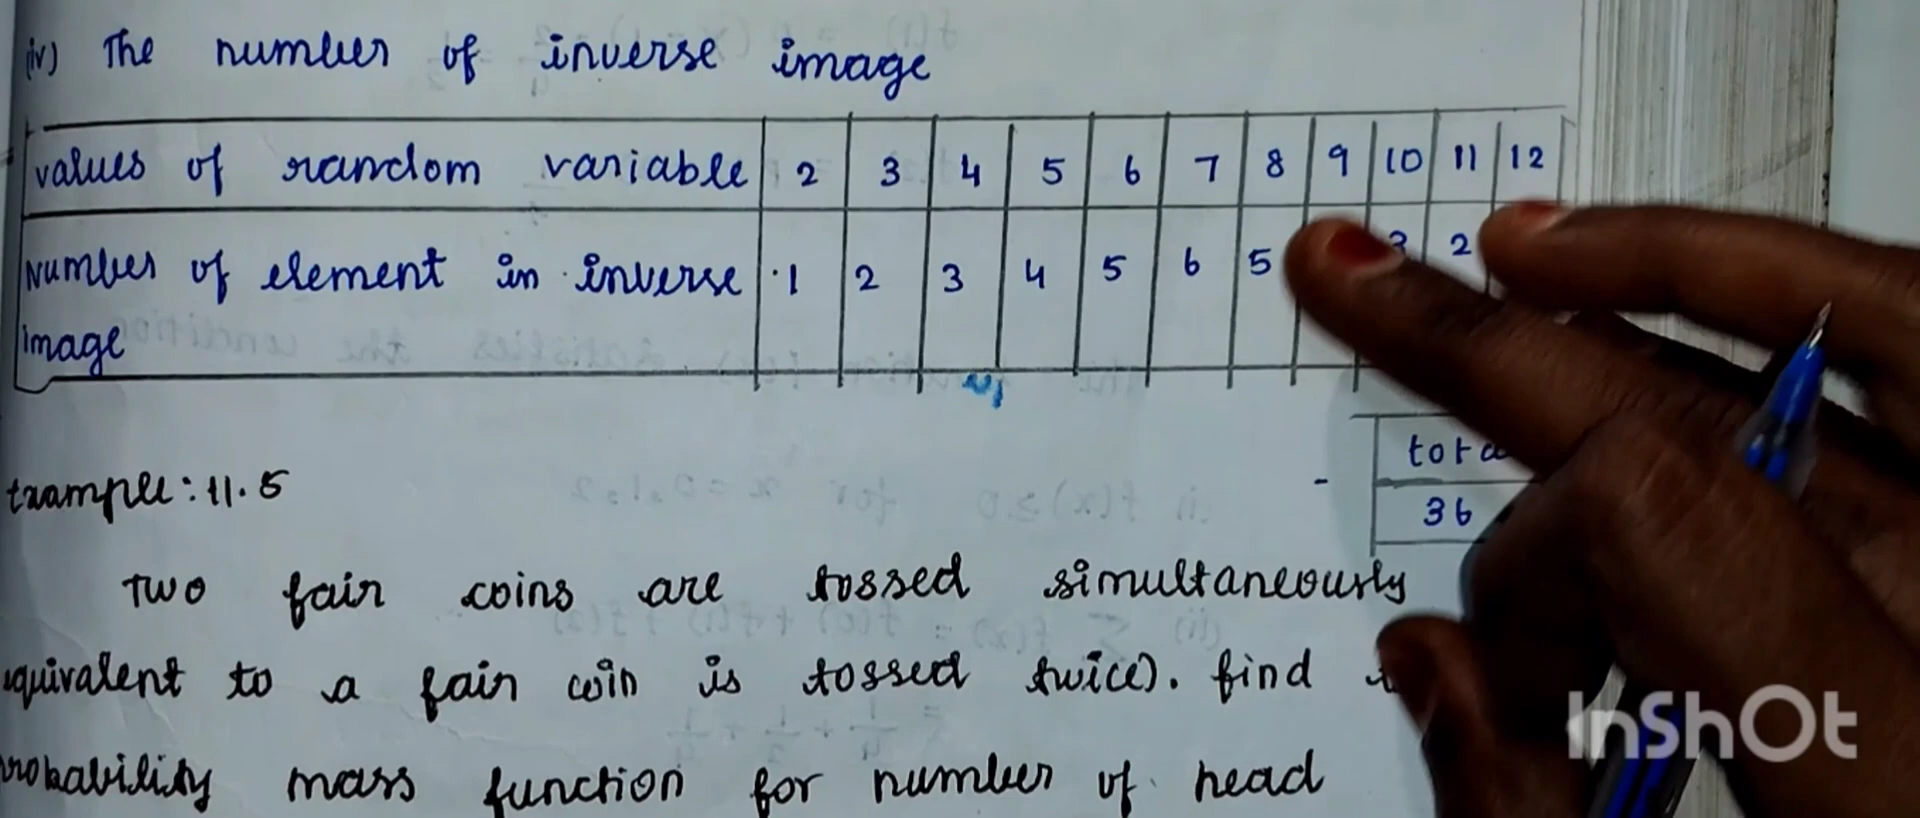 (iv) The number of inverse image
values of random variable 2 3 4 5 6 7 8 9 10 11 12
Number of element in inverse 1 2 3 4 5 6 5 3 2
image
total
36
Example: 11.5
Two fair coins are tossed simultaneously
equivalent to a fair coin is tossed twice). find
probability mass function for number of head
InShOt